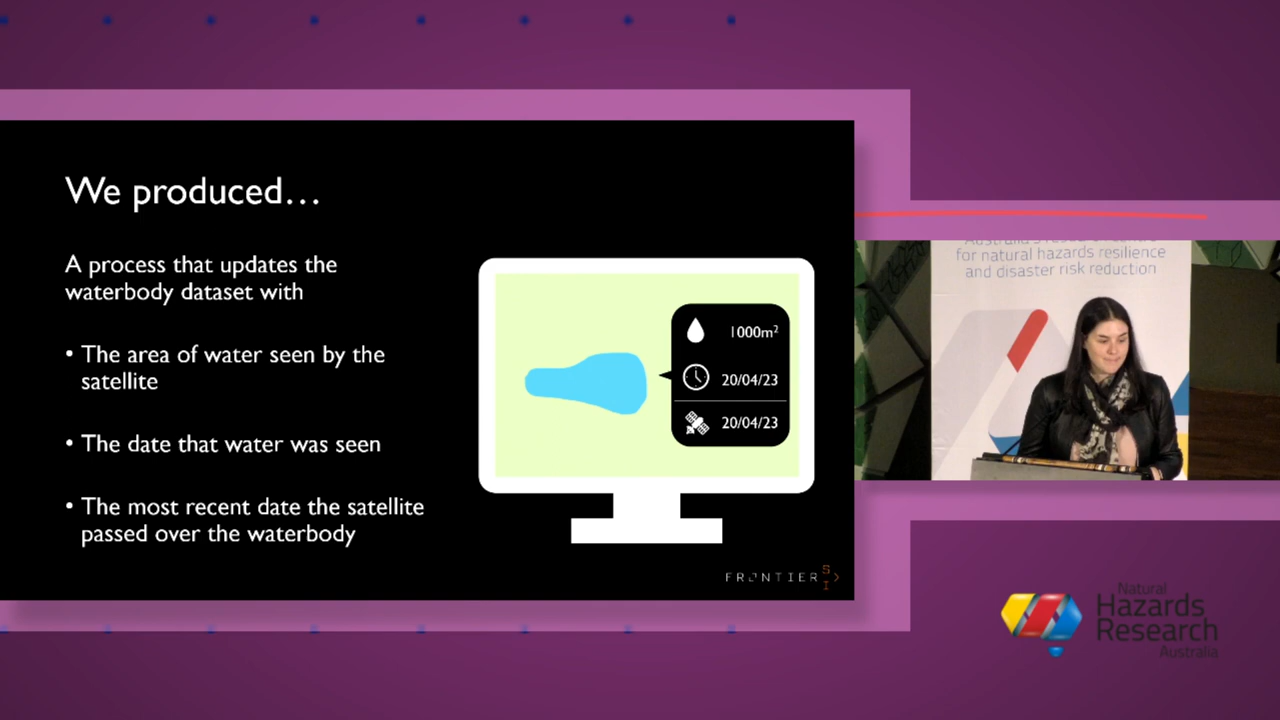 We produced...
A process that updates the
waterbody dataset with
• The area of water seen by the
satellite
• The date that water was seen
• The most recent date the satellite
passed over the waterbody
1000m²
20/04/23
20/04/23
FRONTIER SI
for natural hazards resilience
and disaster risk reduction
Natural
Hazards
Research
Australia